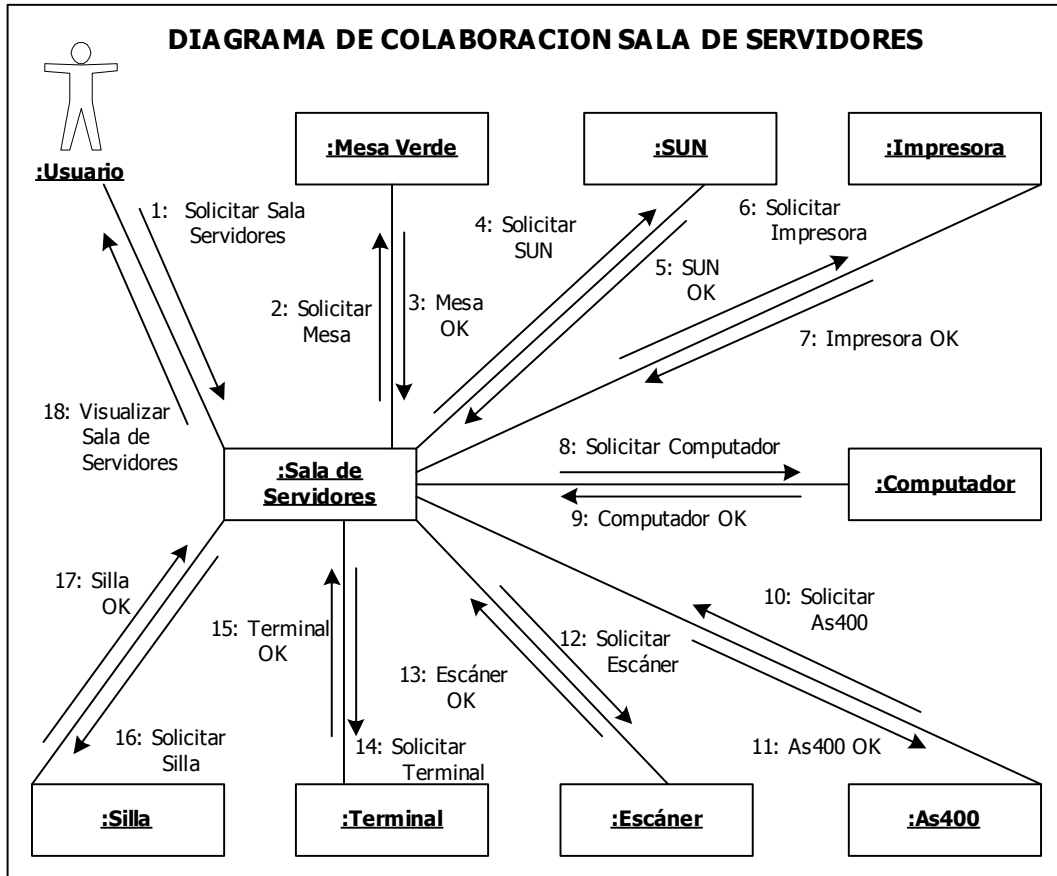 DIAGRAMA DE COLABORACION SALA DE SERVIDORES
:Usuario
:Mesa Verde
:SUN
:Impresora
1: Solicitar Sala
Servidores
2: Solicitar
Mesa
3: Mesa
OK
4: Solicitar
SUN
5: SUN
OK
6: Solicitar
Impresora
7: Impresora OK
18: Visualizar
Sala de
Servidores
:Sala de
Servidores
8: Solicitar Computador
9: Computador OK
:Computador
17: Silla
OK
16: Solicitar
Silla
15: Terminal
OK
14: Solicitar
Terminal
13: Escáner
OK
12: Solicitar
Escáner
10: Solicitar
As400
11: As400 OK
:Silla
:Terminal
:Escáner
:As400